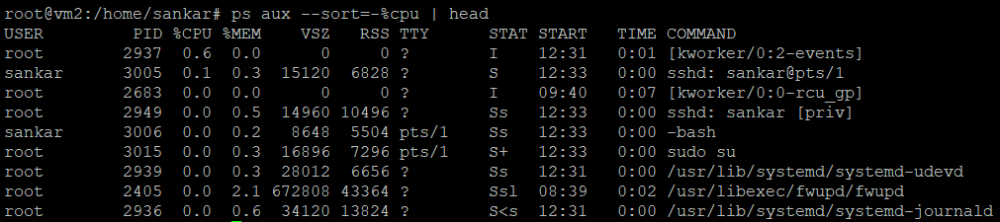 root@vm2:/home/sankar# ps aux --sort=-%cpu | head
USER         PID %CPU %MEM    VSZ   RSS TTY      STAT START   TIME COMMAND
root        2937  0.6  0.0      0     0 ?        I    12:31   0:01 [kworker/0:2-events]
sankar      3005  0.1  0.3  15120  6828 ?        S    12:33   0:00 sshd: sankar@pts/1
root        2683  0.0  0.0      0     0 ?        I    09:40   0:07 [kworker/0:0-rcu_gp]
root        2949  0.0  0.5  14960 10496 ?        Ss   12:33   0:00 sshd: sankar [priv]
sankar      3006  0.0  0.2   8648  5504 pts/1    Ss   12:33   0:00 -bash
root        3015  0.0  0.3  16896  7296 pts/1    S+   12:33   0:00 sudo su
root        2939  0.0  0.3  28012  6656 ?        Ss   12:31   0:00 /usr/lib/systemd/systemd-udevd
root        2405  0.0  2.1 672808 43364 ?        Ssl  08:39   0:02 /usr/libexec/fwupd/fwupd
root        2936  0.0  0.6  34120 13824 ?        S<s  12:31   0:00 /usr/lib/systemd/systemd-journald